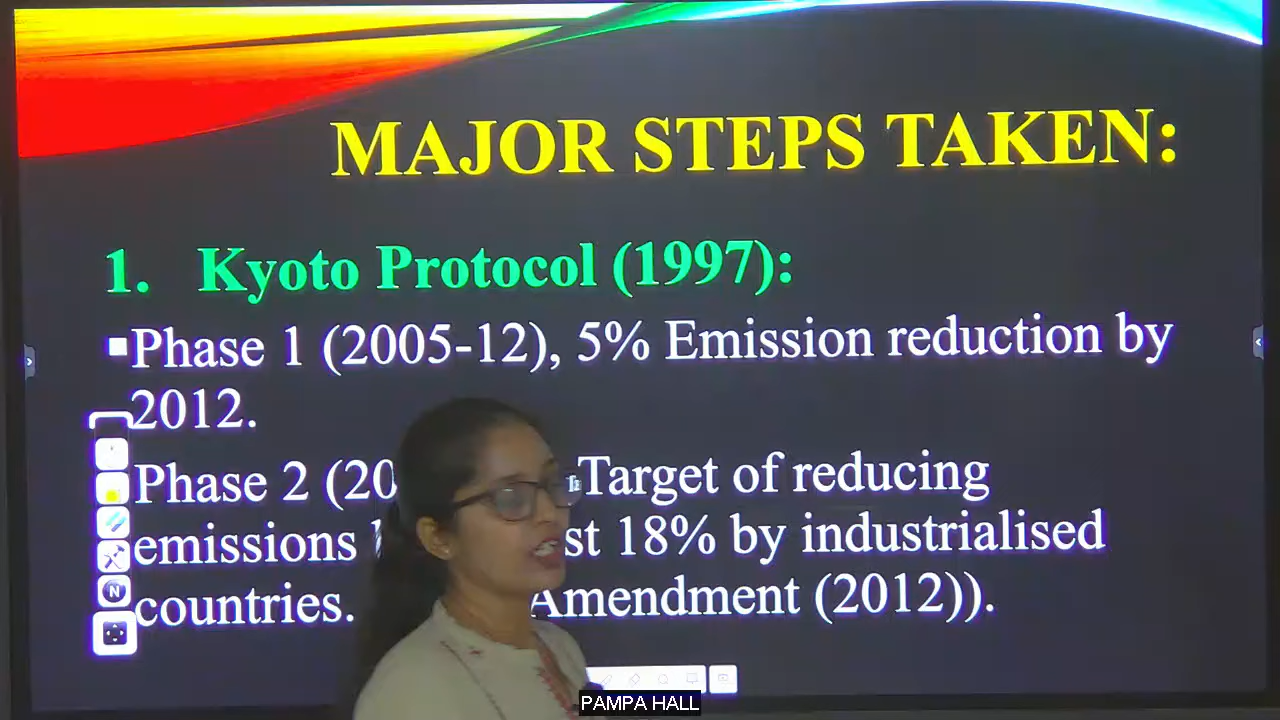 MAJOR STEPS TAKEN:
1. Kyoto Protocol (1997):
▪Phase 1 (2005-12), 5% Emission reduction by
2012.
Phase 2 (20 Target of reducing
emissions st 18% by industrialised
countries. Amendment (2012)).
N
PAMPA HALL